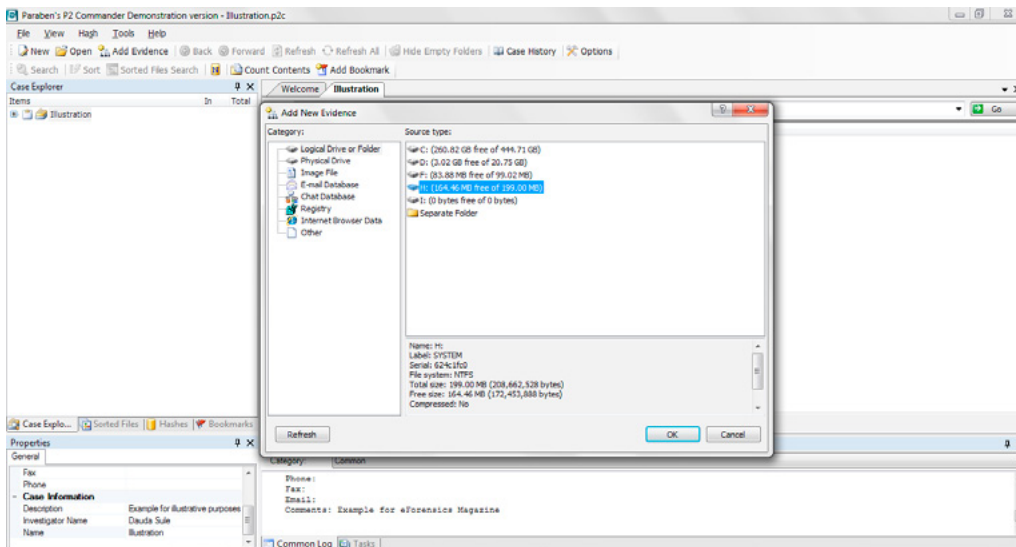 Paraben's P2 Commander Demonstration version - Illustration.p2c
File View Hash Tools Help
New Open Add Evidence Back Forward Refresh Refresh All Hide Empty Folders Case History Options
Search Sort Sorted Files Search Count Contents Add Bookmark
Case Explorer
Items In Total
Illustration
Welcome Illustration
Go
Add New Evidence
Category:
Logical Drive or Folder
Physical Drive
Image File
E-mail Database
Chat Database
Registry
Internet Browser Data
Other
Source type:
C: (260.82 GB free of 444.71 GB)
D: (3.02 GB free of 20.75 GB)
F: (83.88 MB free of 99.02 MB)
H: (164.46 MB free of 199.00 MB)
I: (0 bytes free of 0 bytes)
Separate Folder
Name: H:
Label: SYSTEM
Serial: 624c1fc0
File system: NTFS
Total size: 199.00 MB (208,662,528 bytes)
Free size: 164.46 MB (172,453,888 bytes)
Compressed: No
Refresh OK Cancel
Case Explo... Sorted Files Hashes Bookmarks
Properties
General
Fax
Phone
Case Information
Description Example for illustrative purposes
Investigator Name Dauda Sule
Name Illustration
Category: Common
Phone:
Fax:
Email:
Comments: Example for eForensics Magazine
Common Log Tasks